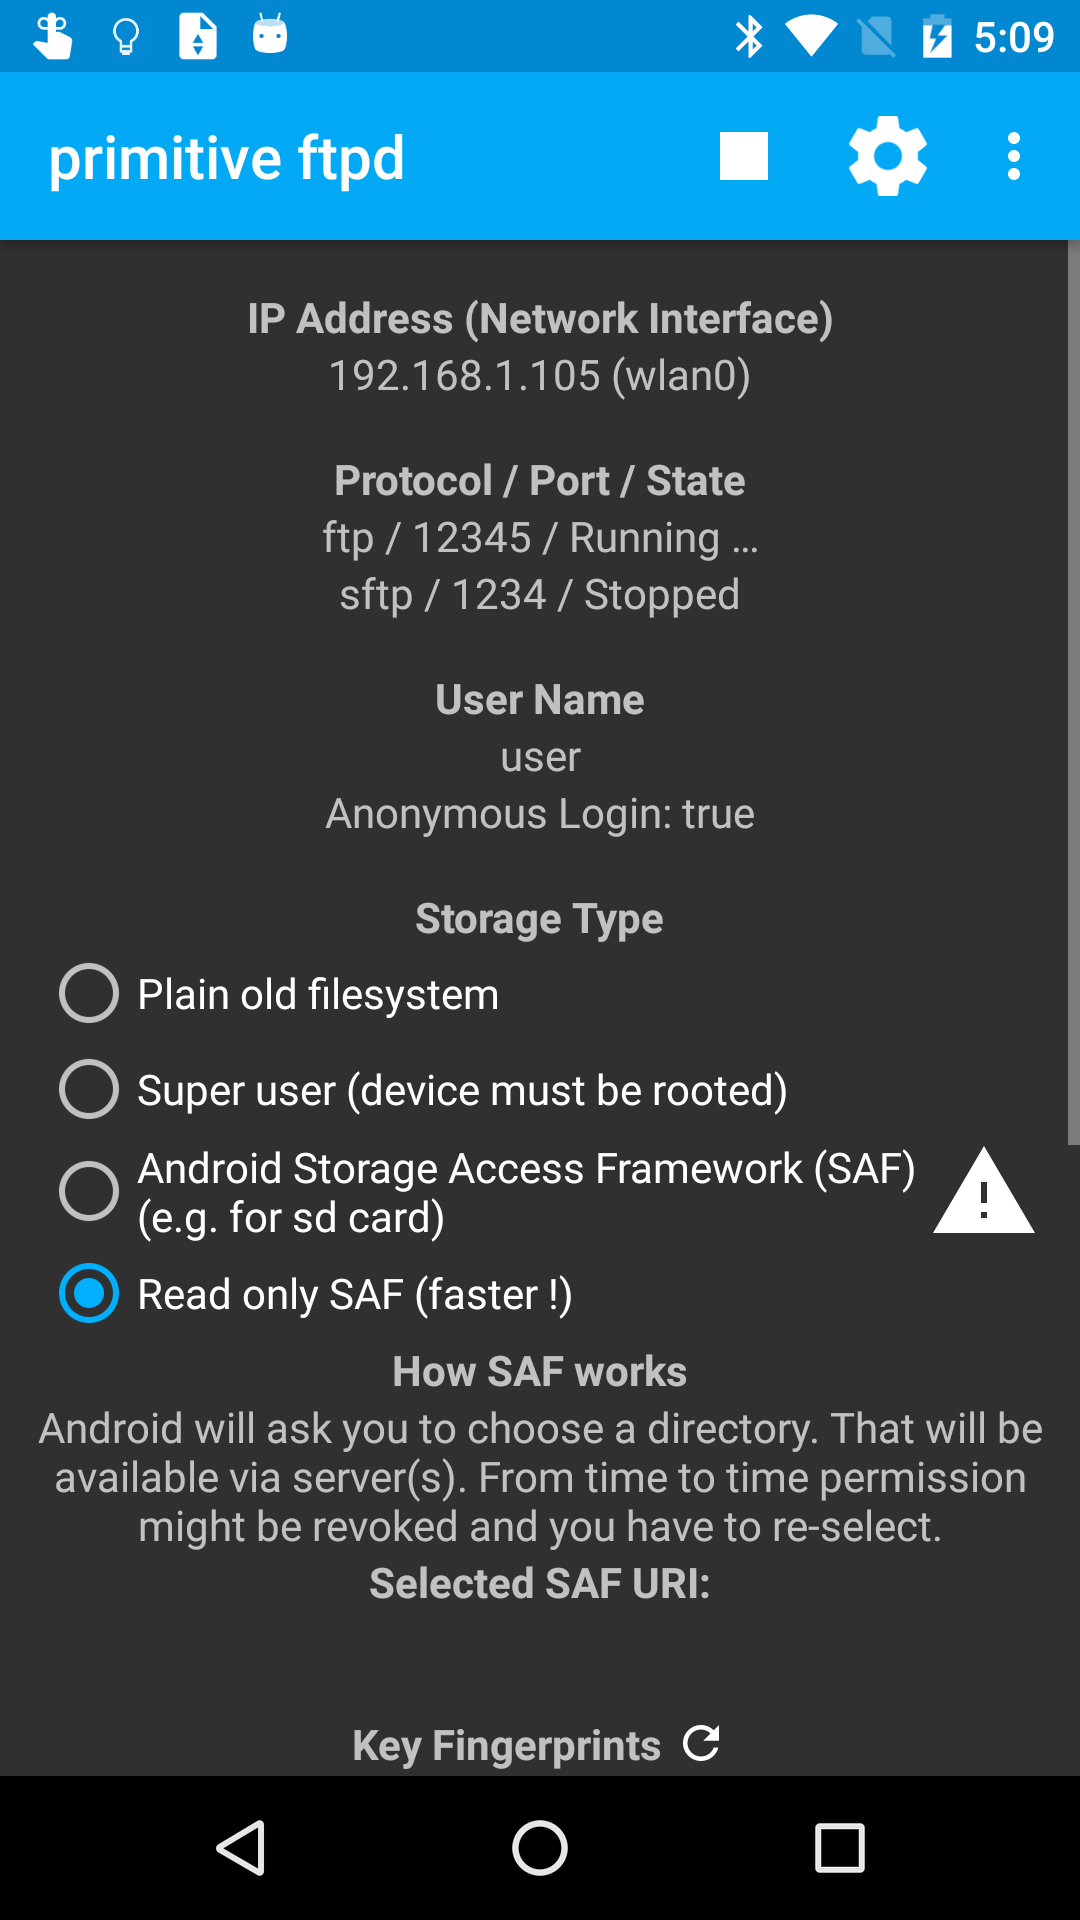 5:09
primitive ftpd
IP Address (Network Interface)
192.168.1.105 (wlan0)
Protocol / Port / State
ftp / 12345 / Running ...
sftp / 1234 / Stopped
User Name
user
Anonymous Login: true
Storage Type
Plain old filesystem
Super user (device must be rooted)
Android Storage Access Framework (SAF)
(e.g. for sd card)
Read only SAF (faster !)
How SAF works
Android will ask you to choose a directory. That will be
available via server(s). From time to time permission
might be revoked and you have to re-select.
Selected SAF URI:
Key Fingerprints